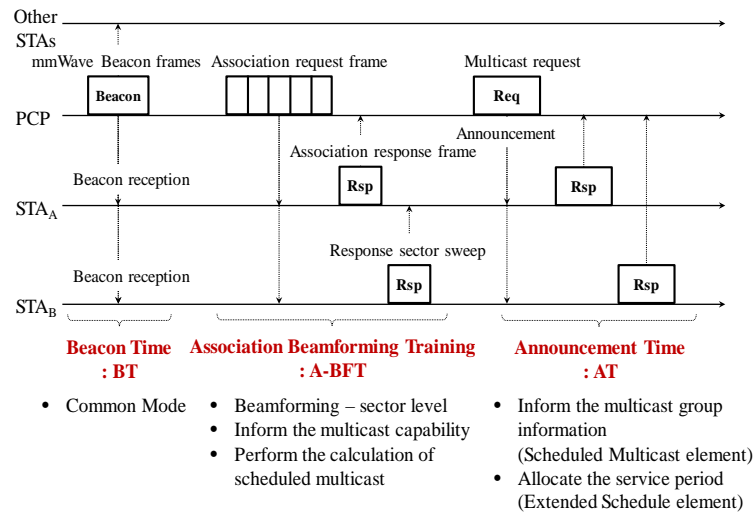 Other
STAs
mmWave Beacon frames Association request frame Multicast request
Beacon Req
PCP
Announcement
Association response frame
Beacon reception
Rsp Rsp
STAA
Response sector sweep
Beacon reception
Rsp Rsp
STAB
Beacon Time
: BT
Association Beamforming Training
: A-BFT
Announcement Time
: AT
• Common Mode
• Beamforming – sector level
• Inform the multicast capability
• Perform the calculation of
scheduled multicast
• Inform the multicast group
information
(Scheduled Multicast element)
• Allocate the service period
(Extended Schedule element)